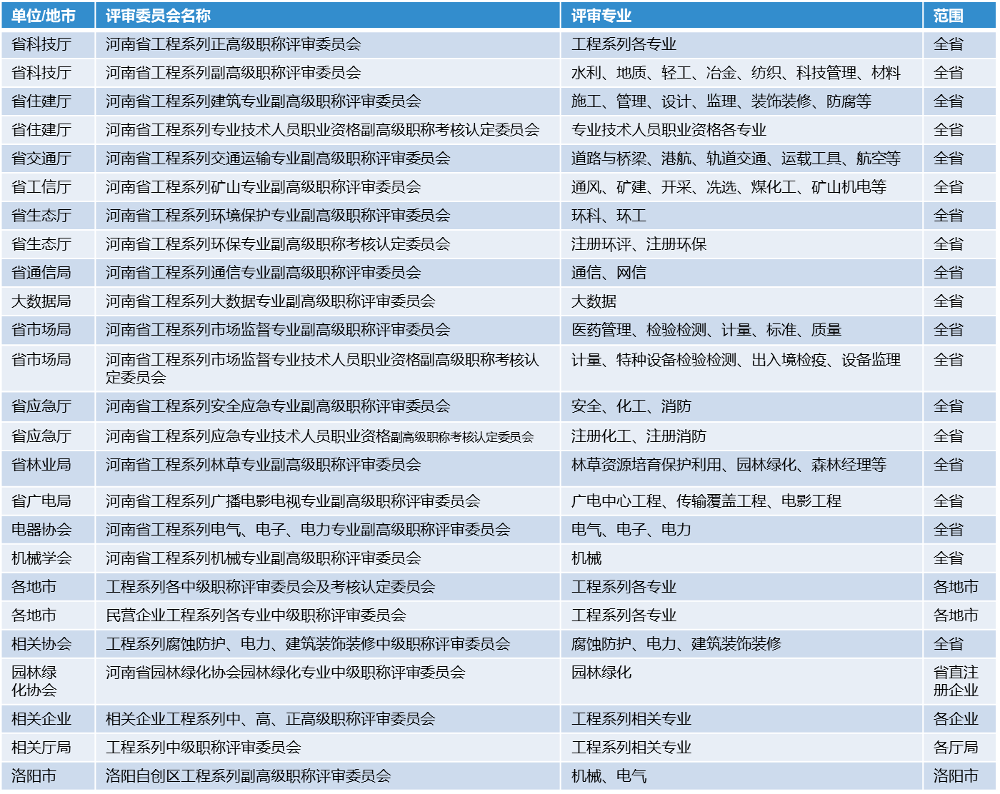 单位/地市 评审委员会名称 评审专业 范围
省科技厅 河南省工程系列正高级职称评审委员会 工程系列各专业 全省
省科技厅 河南省工程系列副高级职称评审委员会 水利、地质、轻工、冶金、纺织、科技管理、材料 全省
省住建厅 河南省工程系列建筑专业副高级职称评审委员会 施工、管理、设计、监理、装饰装修、防腐等 全省
省住建厅 河南省工程系列专业技术人员职业资格副高级职称考核认定委员会 专业技术人员职业资格各专业 全省
省交通厅 河南省工程系列交通运输专业副高级职称评审委员会 道路与桥梁、港航、轨道交通、运载工具、航空等 全省
省工信厅 河南省工程系列矿山专业副高级职称评审委员会 通风、矿建、开采、冼选、煤化工、矿山机电等 全省
省生态厅 河南省工程系列环境保护专业副高级职称评审委员会 环科、环工 全省
省生态厅 河南省工程系列环保专业副高级职称考核认定委员会 注册环评、注册环保 全省
省通信局 河南省工程系列通信专业副高级职称评审委员会 通信、网信 全省
大数据局 河南省工程系列大数据专业副高级职称评审委员会 大数据 全省
省市场局 河南省工程系列市场监督专业副高级职称评审委员会 医药管理、检验检测、计量、标准、质量 全省
省市场局 河南省工程系列市场监督专业技术人员职业资格副高级职称考核认 计量、特种设备检验检测、出入境检疫、设备监理 全省
定委员会
省应急厅 河南省工程系列安全应急专业副高级职称评审委员会 安全、化工、消防 全省
省应急厅 河南省工程系列应急专业技术人员职业资格副高级职称考核认定委员会 注册化工、注册消防 全省
省林业局 河南省工程系列林草专业副高级职称评审委员会 林草资源培育保护利用、园林绿化、森林经理等 全省
省广电局 河南省工程系列广播电影电视专业副高级职称评审委员会 广电中心工程、传输覆盖工程、电影工程 全省
电器协会 河南省工程系列电气、电子、电力专业副高级职称评审委员会 电气、电子、电力 全省
机械学会 河南省工程系列机械专业副高级职称评审委员会 机械 全省
各地市 工程系列各中级职称评审委员会及考核认定委员会 工程系列各专业 各地市
各地市 民营企业工程系列各专业中级职称评审委员会 工程系列各专业 各地市
相关协会 工程系列腐蚀防护、电力、建筑装饰装修中级职称评审委员会 腐蚀防护、电力、建筑装饰装修 全省
园林绿 河南省园林绿化协会园林绿化专业中级职称评审委员会 园林绿化 省直注
化协会 册企业
相关企业 相关企业工程系列中、高、正高级职称评审委员会 工程系列相关专业 各企业
相关厅局 工程系列中级职称评审委员会 工程系列相关专业 各厅局
洛阳市 洛阳自创区工程系列副高级职称评审委员会 机械、电气 洛阳市